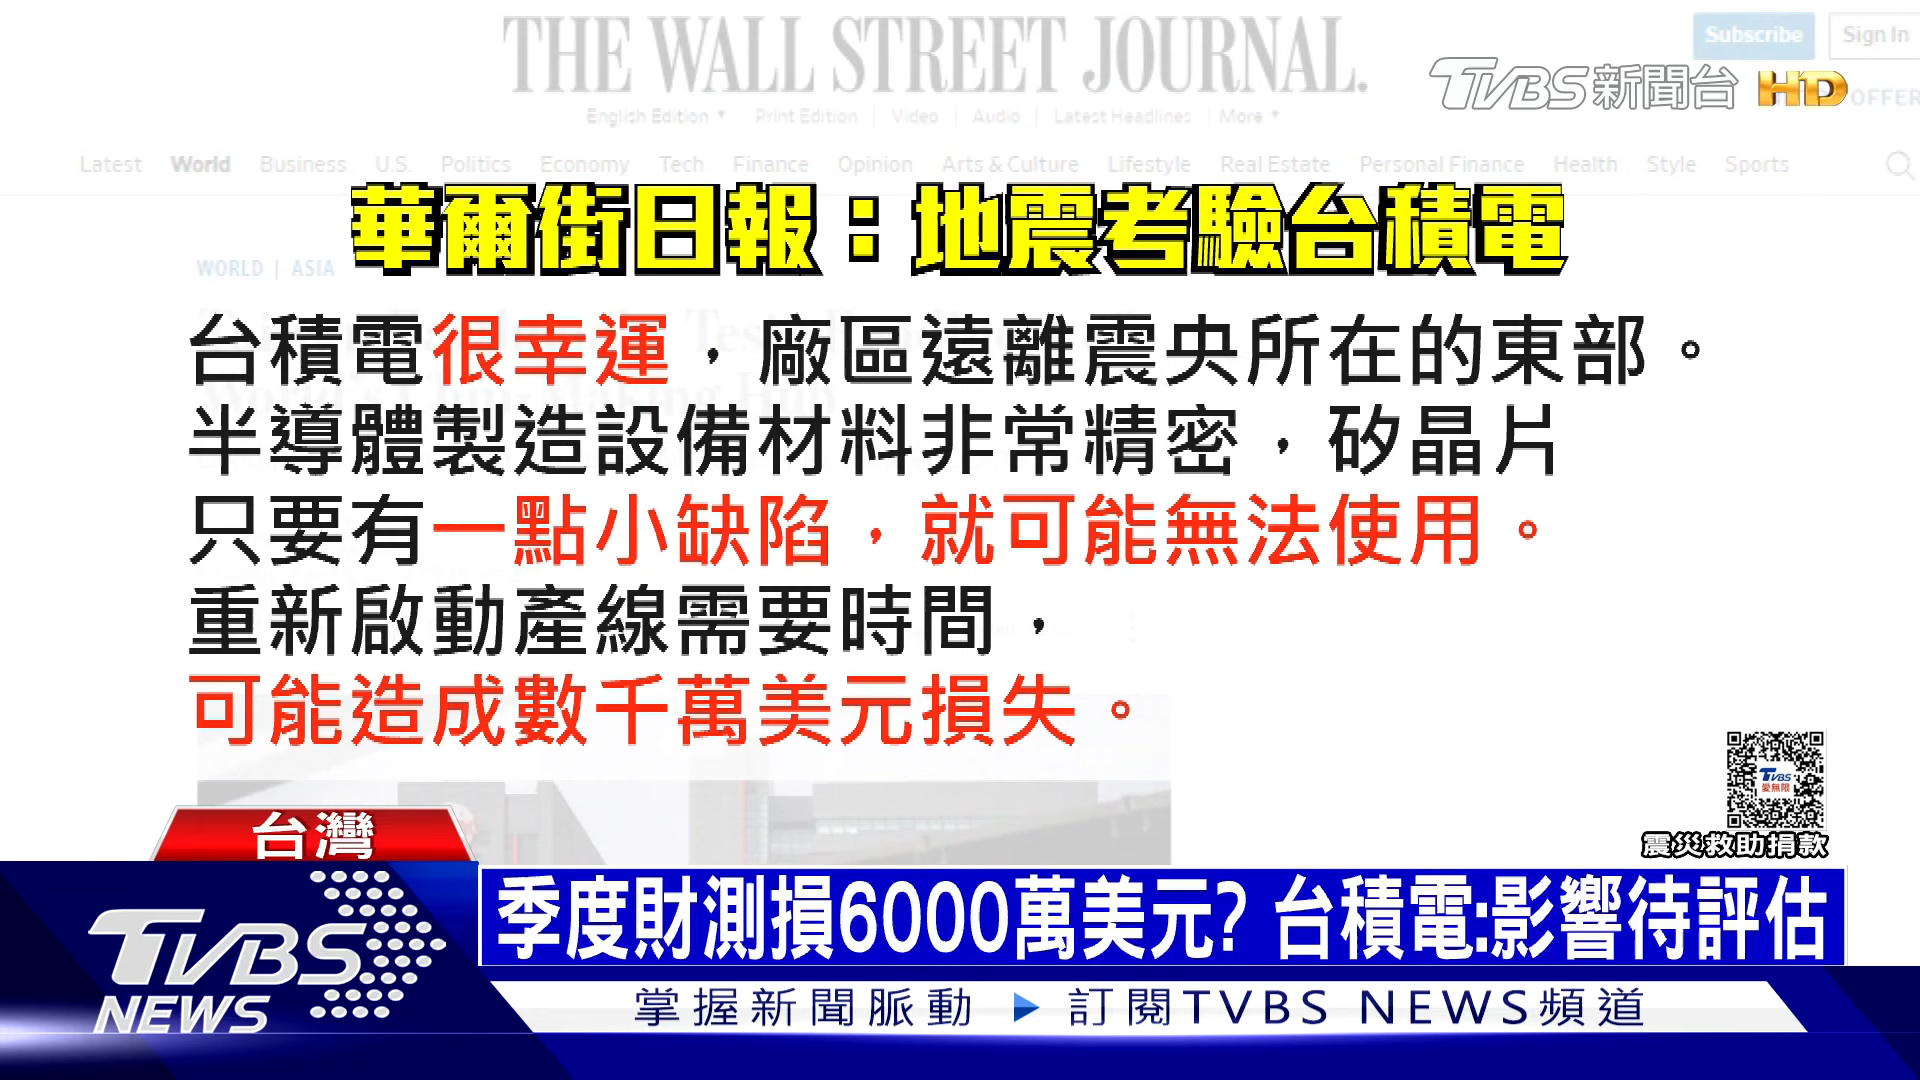 THE WALL STREET JOURNAL.
Subscribe
Sign In
TVBS新聞台 HD
OFFER
English Edition
Print Edition
Video
Audio
Latest Headlines
More
Latest World Business U.S. Politics Economy Tech Finance Opinion Arts & Culture Lifestyle Real Estate Personal Finance Health Style Sports
華爾街日報：地震考驗台積電
WORLD | ASIA
台積電很幸運，廠區遠離震央所在的東部。
半導體製造設備材料非常精密，矽晶片
只要有一點小缺陷，就可能無法使用。
重新啟動產線需要時間，
可能造成數千萬美元損失。
TVBS
愛無限
震災救助捐款
台灣
季度財測損6000萬美元? 台積電:影響待評估
TVBS
NEWS
掌握新聞脈動 ▶ 訂閱TVBS NEWS頻道